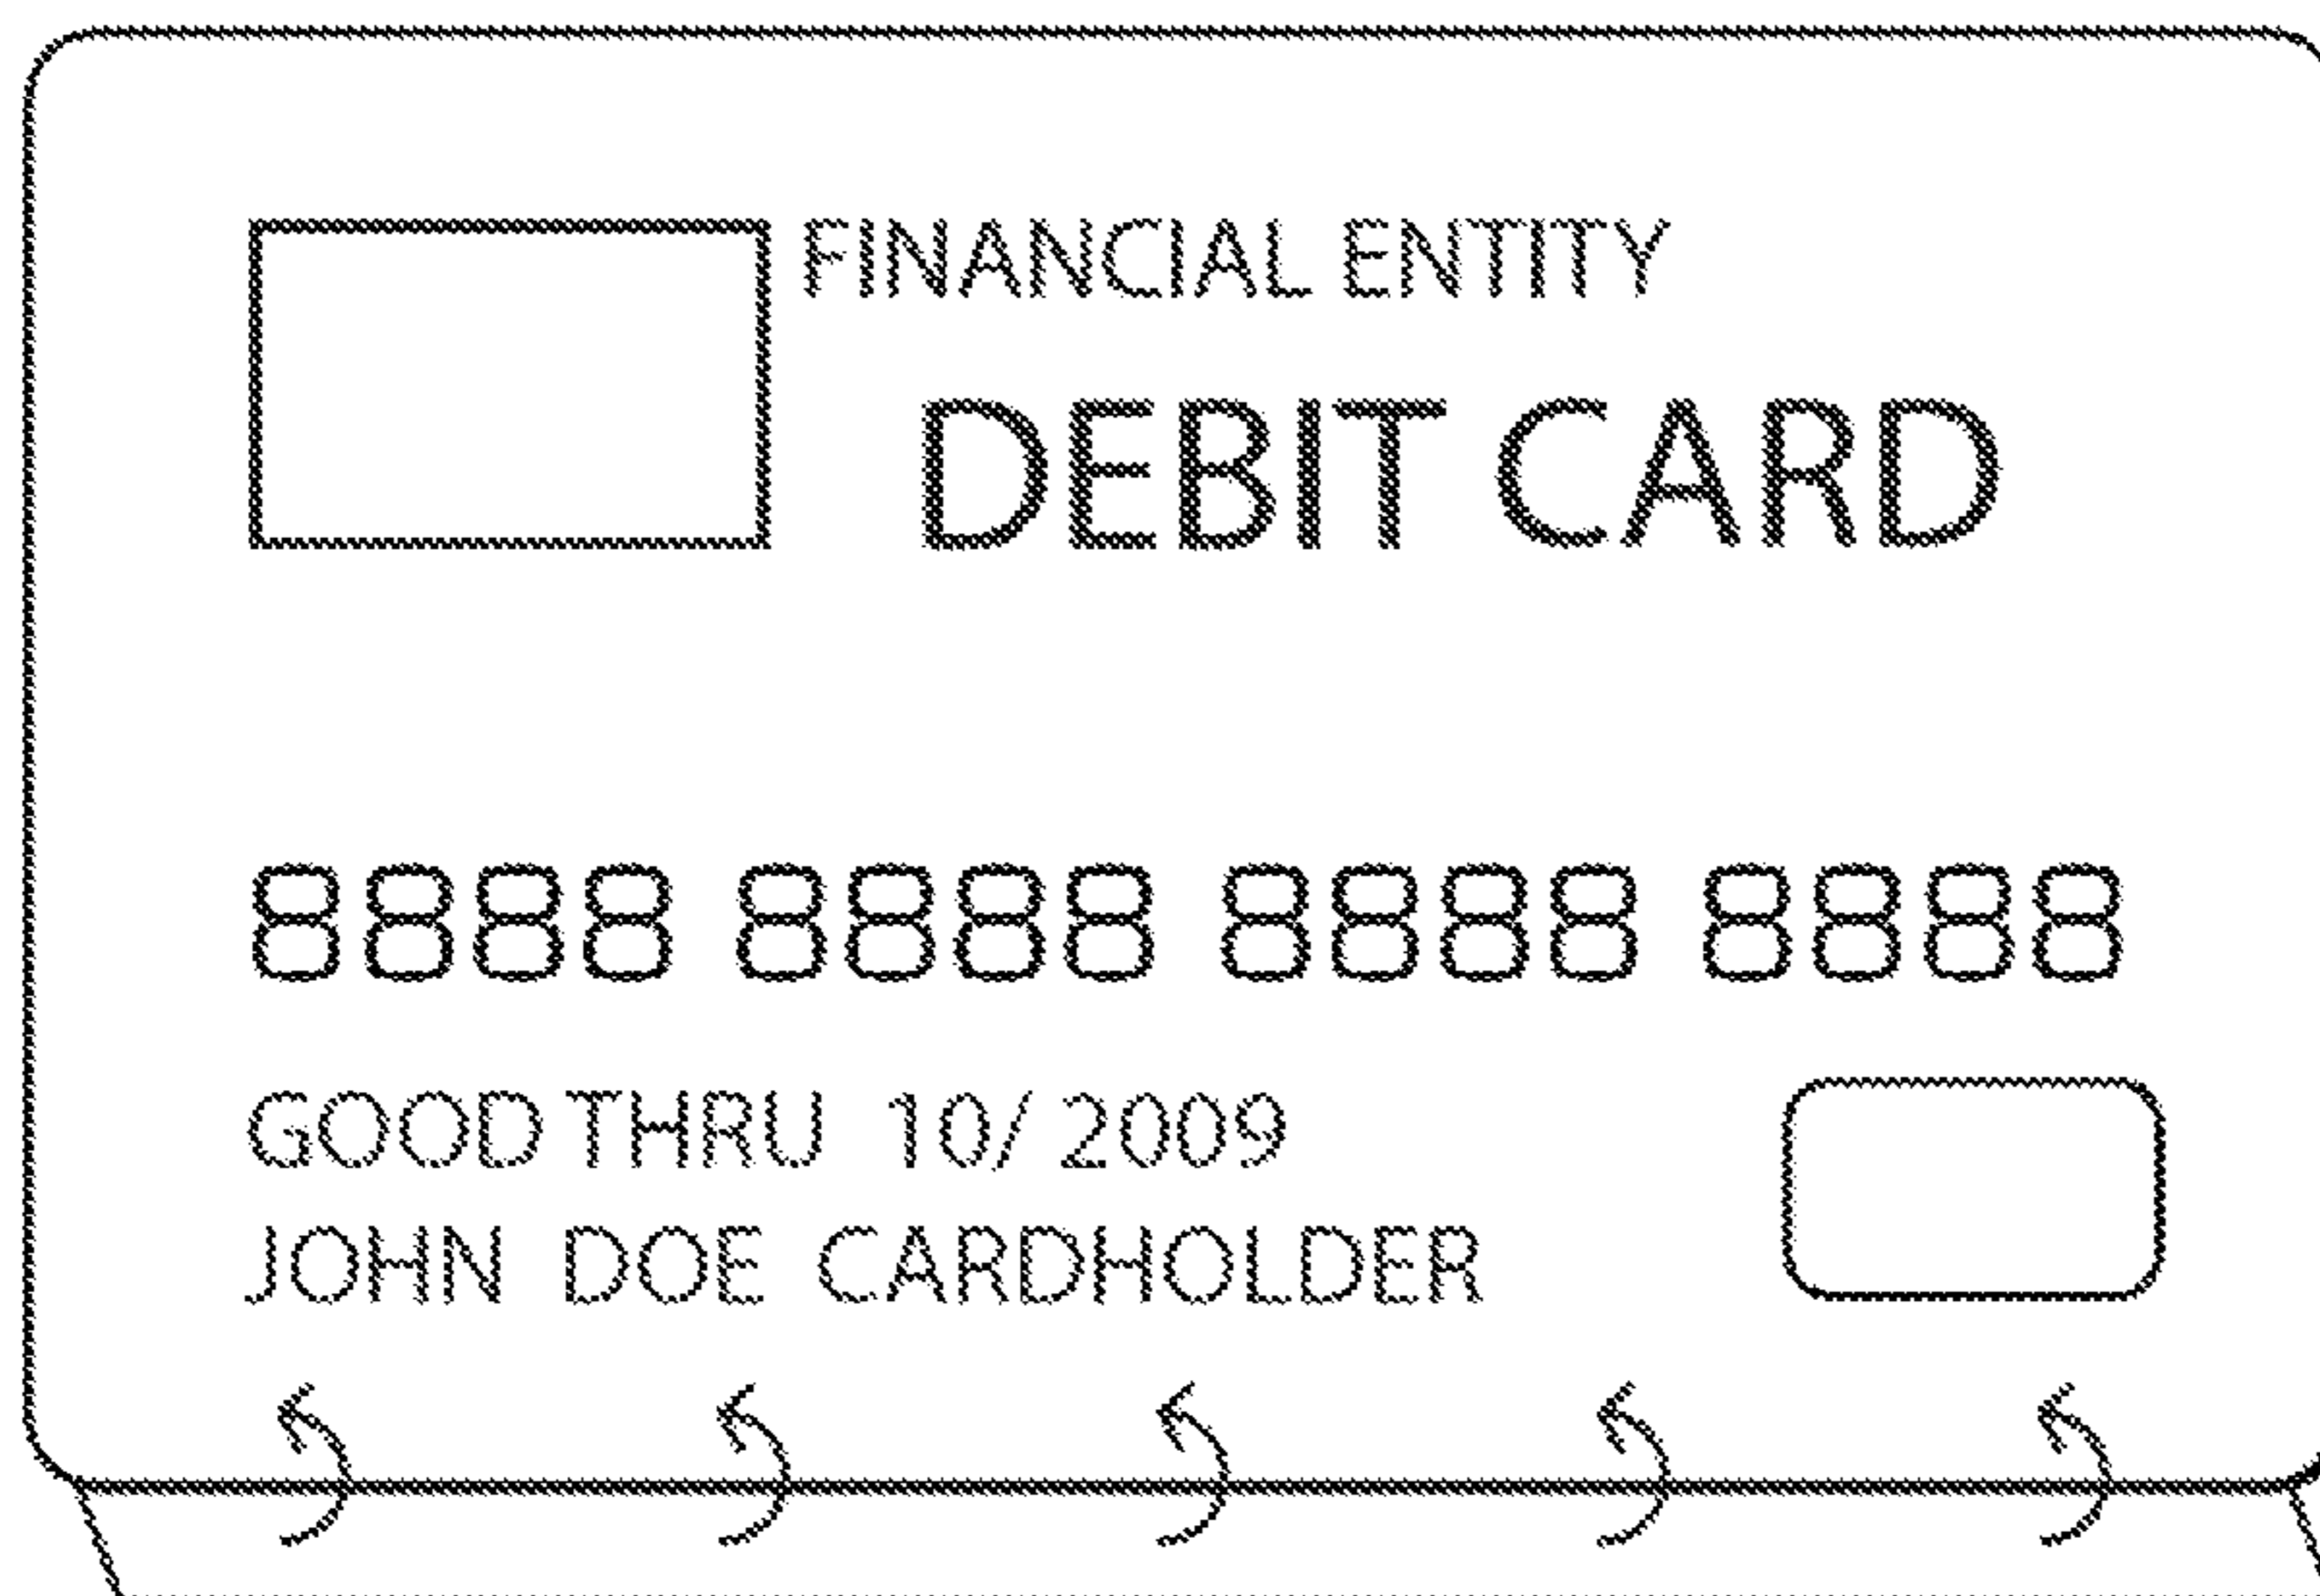 FINANCIAL ENTITY
DEBIT CARD
8888 8888 8888 8888
GOOD THRU 10/ 2009
JOHN DOE CARDHOLDER